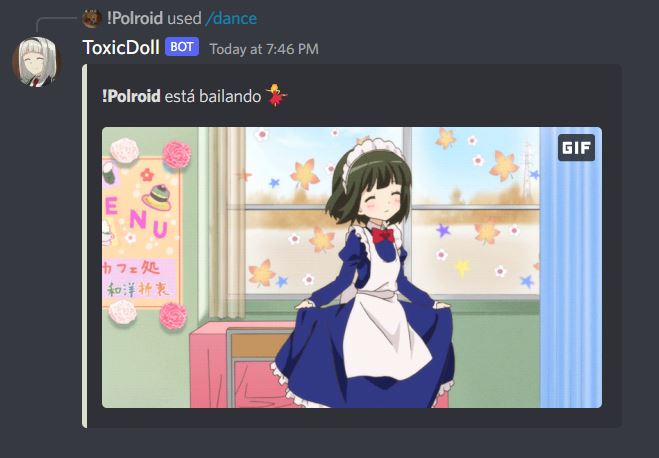 !Polroid used /dance
ToxicDoll BOT Today at 7:46 PM
!Polroid está bailando
GIF
ENU
カフェ処
和洋折衷